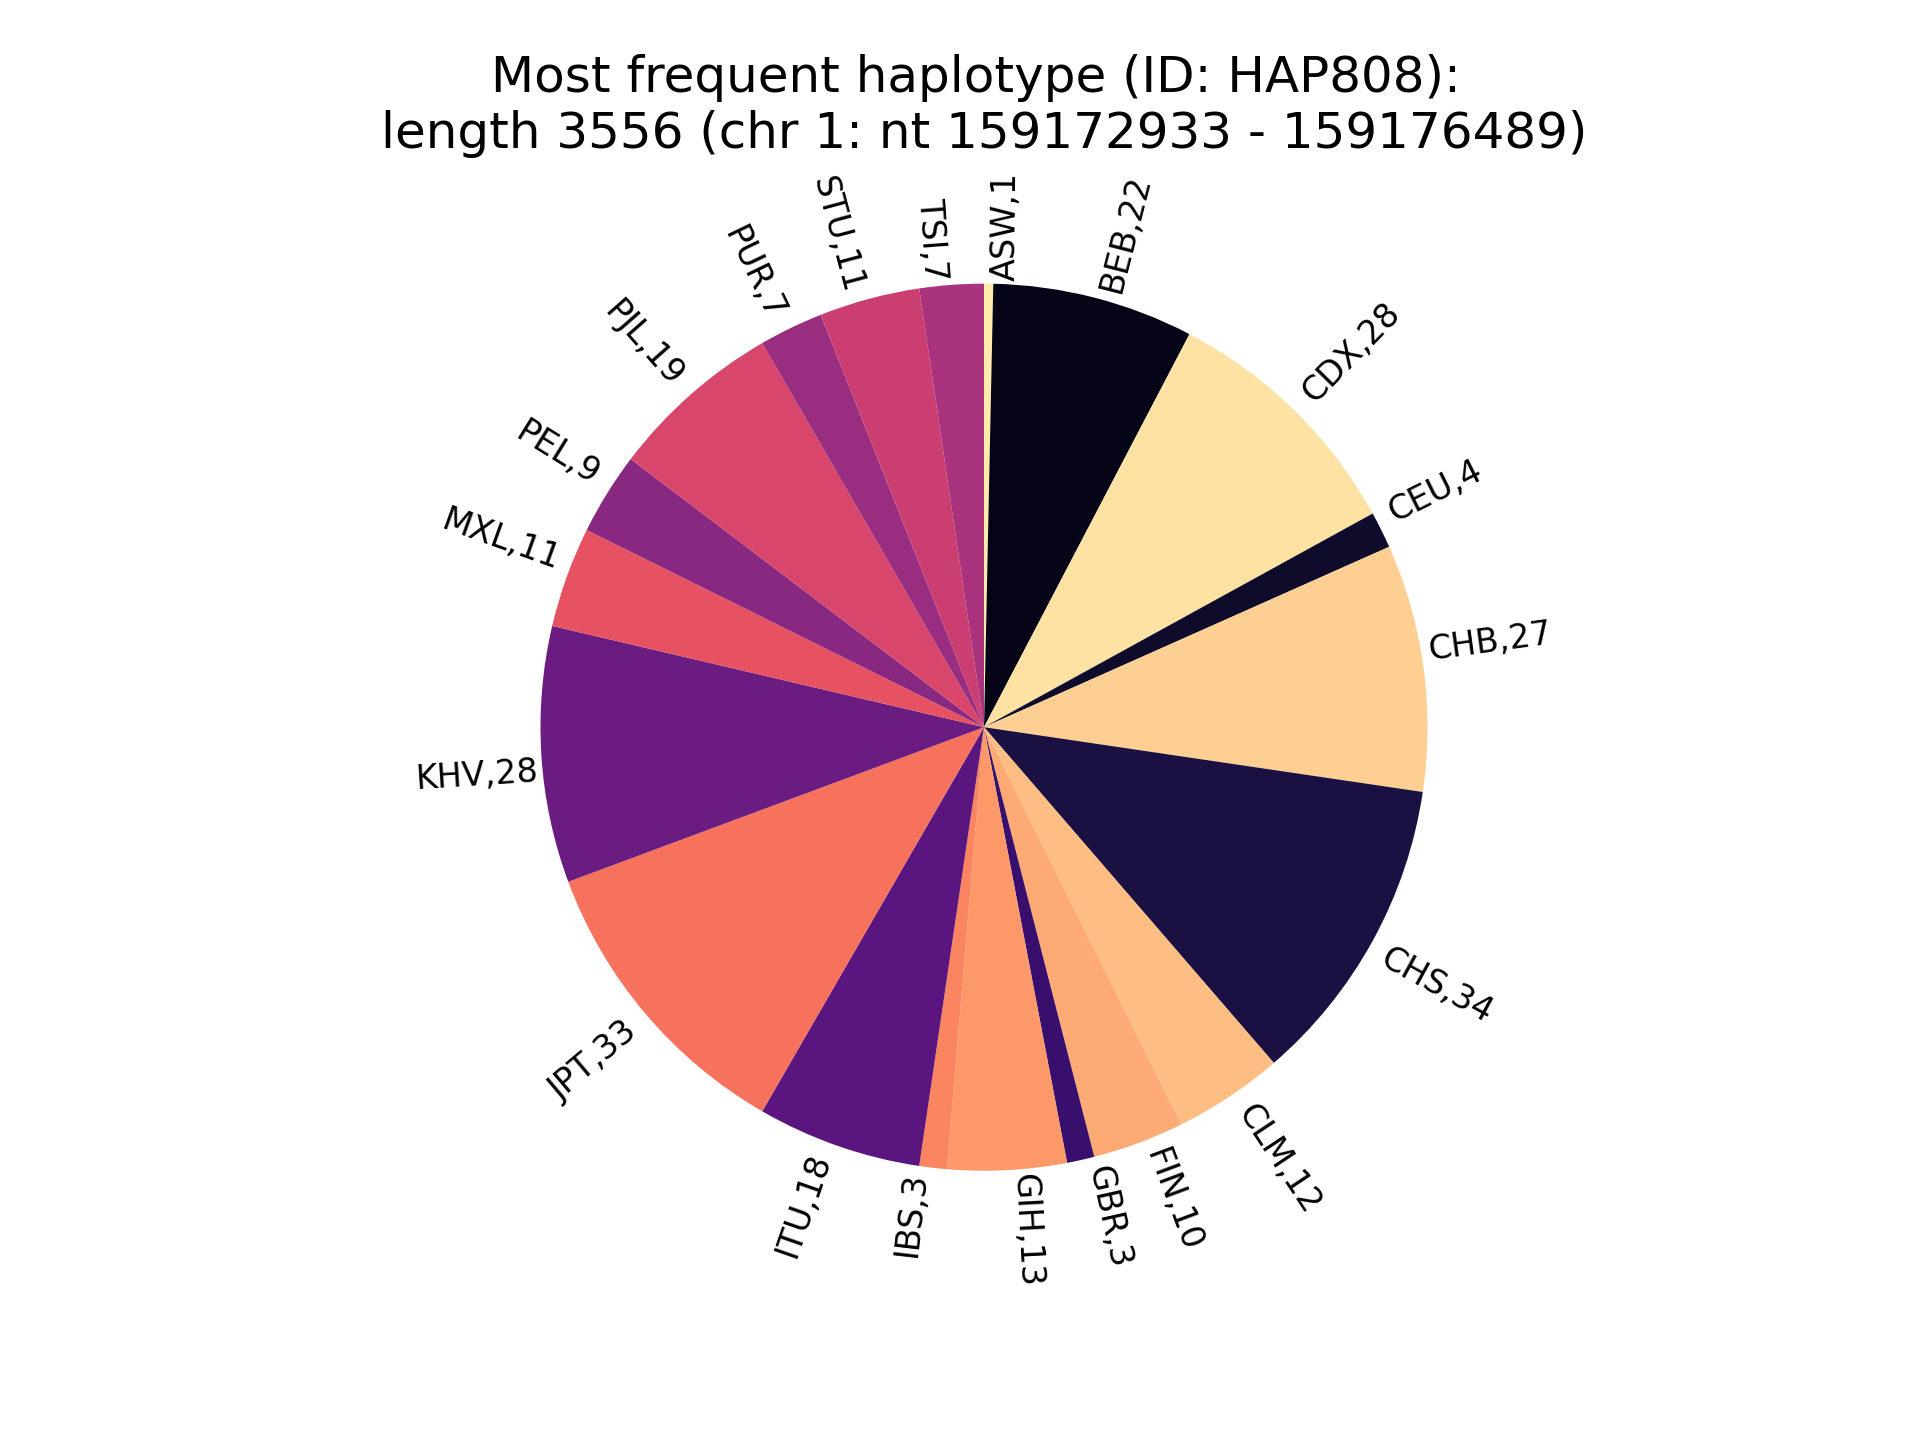 Most frequent haplotype (ID: HAP808):
length 3556 (chr 1: nt 159172933 - 159176489)
ASW,1
BEB,22
CDX,28
CEU,4
CHB,27
CHS,34
CLM,12
FIN,10
GBR,3
GIH,13
IBS,3
ITU,18
JPT,33
KHV,28
MXL,11
PEL,9
PJL,19
PUR,7
STU,11
TSI,7